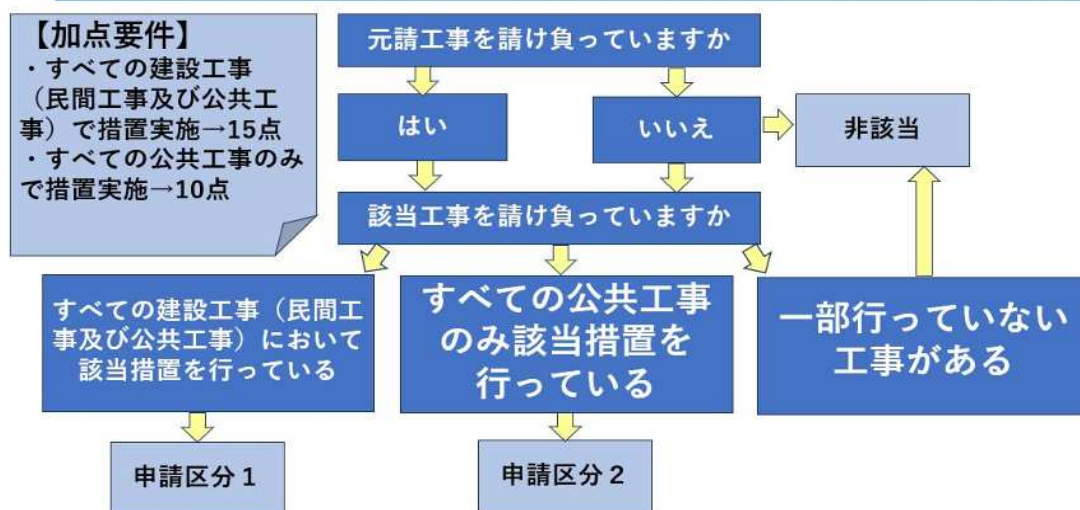 【加点要件】
・すべての建設工事
（民間工事及び公共工
事）で措置実施→15点
・すべての公共工事のみ
で措置実施→10点
元請工事を請け負っていますか
はい
いいえ
非該当
該当工事を請け負っていますか
すべての建設工事（民間工
事及び公共工事）において
該当措置を行っている
すべての公共工事
のみ該当措置を
行っている
一部行っていない
工事がある
申請区分１
申請区分２